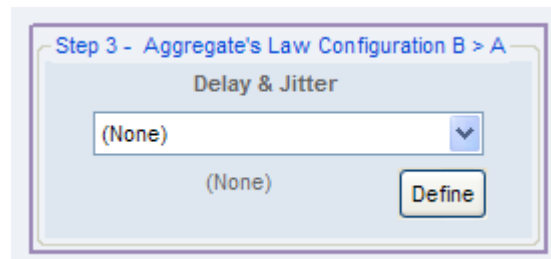 Step 3 - Aggregate's Law Configuration B > A
Delay & Jitter
(None)
(None)
Define